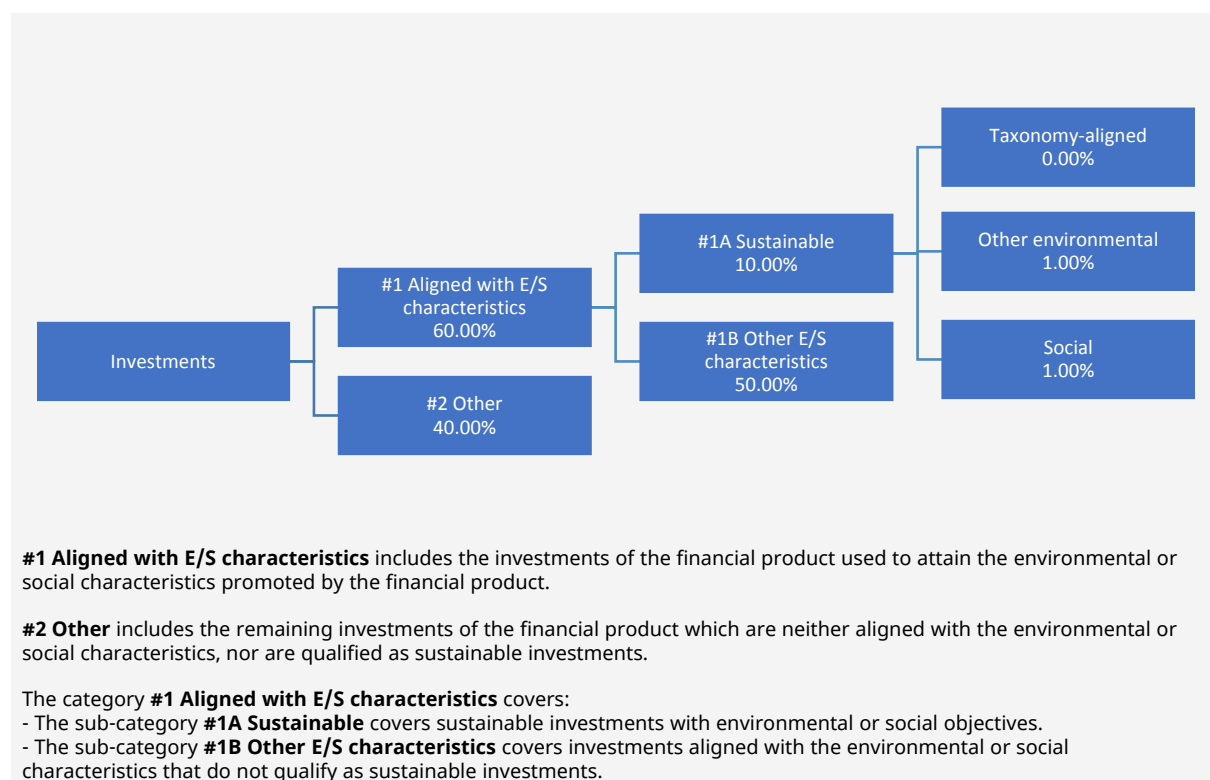 Taxonomy-aligned
0.00%
#1A Sustainable
10.00%
Other environmental
1.00%
#1 Aligned with E/S
characteristics
60.00%
Investments
#1B Other E/S
characteristics
50.00%
Social
1.00%
#2 Other
40.00%
#1 Aligned with E/S characteristics includes the investments of the financial product used to attain the environmental or
social characteristics promoted by the financial product.
#2 Other includes the remaining investments of the financial product which are neither aligned with the environmental or
social characteristics, nor are qualified as sustainable investments.
The category #1 Aligned with E/S characteristics covers:
- The sub-category #1A Sustainable covers sustainable investments with environmental or social objectives.
- The sub-category #1B Other E/S characteristics covers investments aligned with the environmental or social
characteristics that do not qualify as sustainable investments.